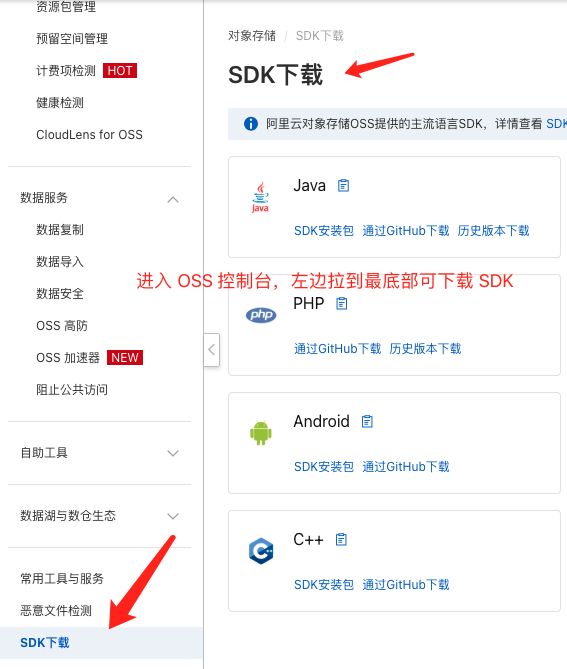 资源包管理
预留空间管理
计费项检测 HOT
健康检测
CloudLens for OSS
数据服务
数据复制
数据导入
数据安全
OSS 高防
OSS 加速器 NEW
阻止公共访问
自助工具
数据湖与数仓生态
常用工具与服务
恶意文件检测
SDK下载
对象存储 / SDK下载
SDK下载
阿里云对象存储OSS提供的主流语言SDK，详情查看 SDK
Java
Java
SDK安装包 通过GitHub下载 历史版本下载
进入 OSS 控制台，左边拉到最底部可下载 SDK
php
PHP
通过GitHub下载 历史版本下载
Android
SDK安装包 通过GitHub下载
C++
C++
SDK安装包 通过GitHub下载